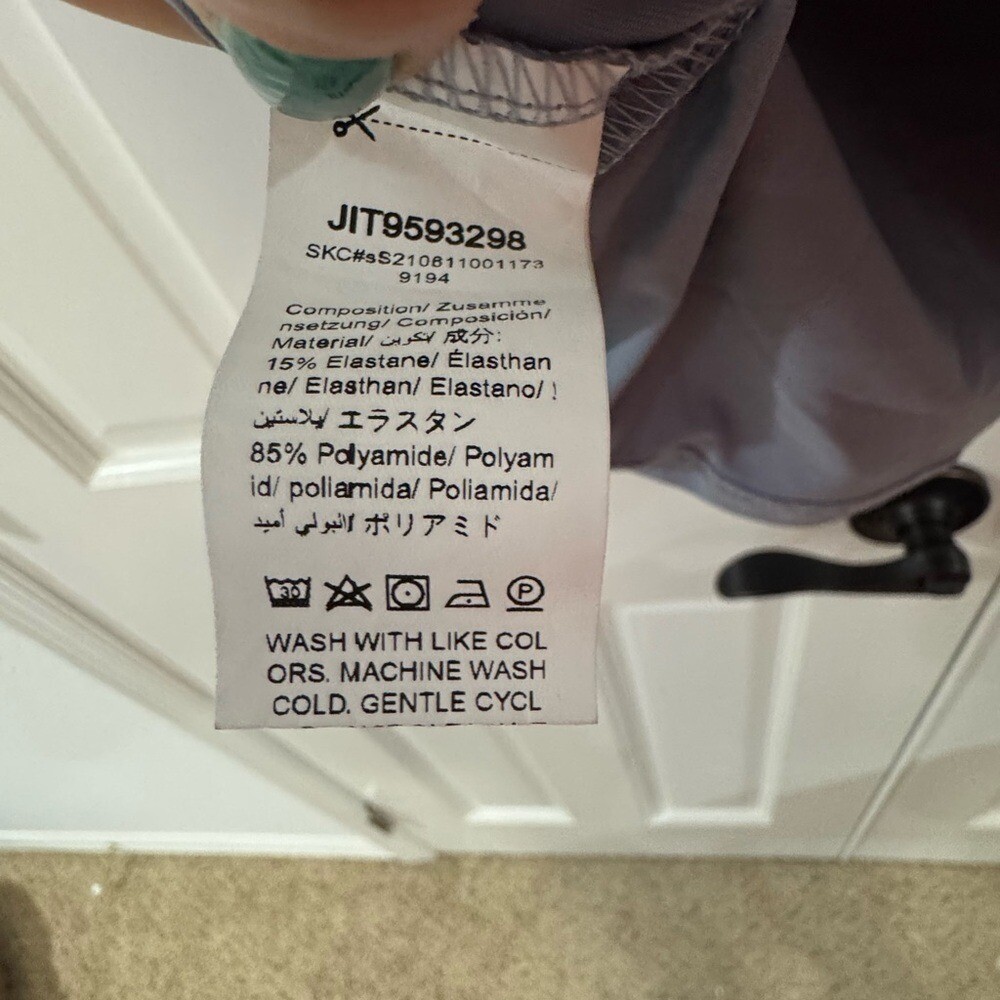 JIT9593298
SKC#sS210811001173
9194
Composition/ Zusamme
nsetzung/ Composición/
Material/ تكوين/ 成分:
15% Elastane/ Élasthan
ne/ Elasthan/ Elastano/
إيلاستين/ エラスタン
85% Polyamide/ Polyam
id/ poliamida/ Poliamida/
البولي أميد/ ポリアミド
30 P
WASH WITH LIKE COL
ORS. MACHINE WASH
COLD. GENTLE CYCL